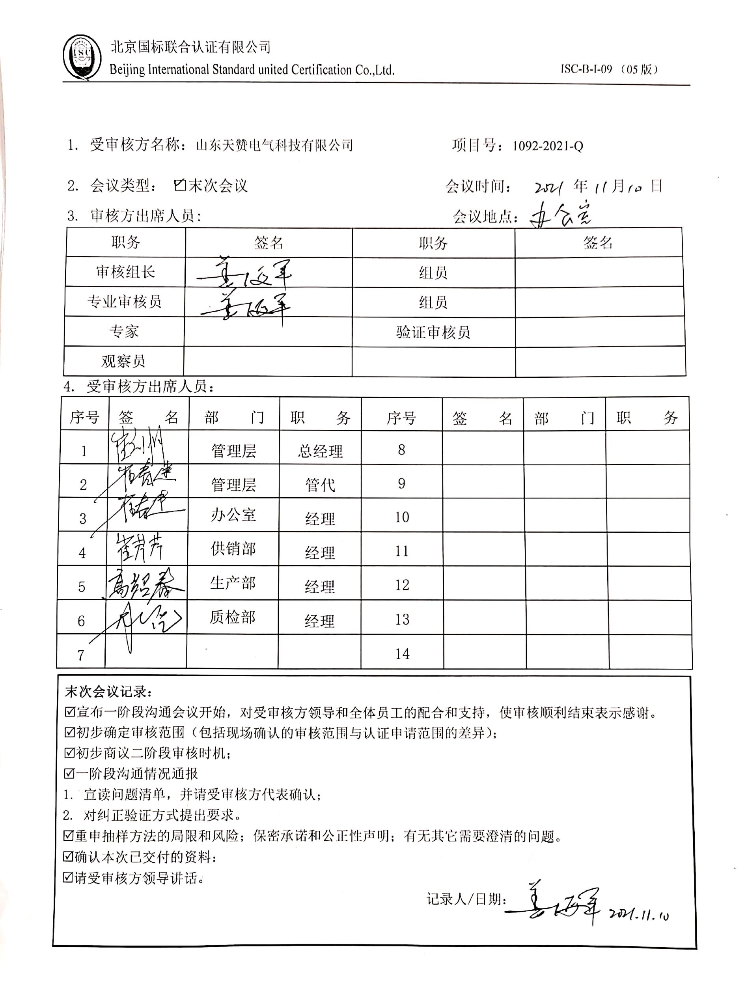 ISC
北京国标联合认证有限公司
Beijing International Standard united Certification Co.,Ltd.
ISC-B-I-09（05版）
1. 受审核方名称：山东天赞电气科技有限公司 项目号：1092-2021-Q
2. 会议类型： ☑末次会议 会议时间： 2021 年 11 月 10 日
3. 审核方出席人员： 会议地点：办公室
职务 签名 职务 签名
审核组长 姜海军 组员
专业审核员 姜海军 组员
专家 验证审核员
观察员
4. 受审核方出席人员：
序号 签 名 部 门 职 务 序号 签 名 部 门 职 务
1 管理层 总经理 8
2 管理层 管代 9
3 办公室 经理 10
4 崔芹芹 供销部 经理 11
5 高绍春 生产部 经理 12
6 质检部 经理 13
7 14
末次会议记录：
☑宣布一阶段沟通会议开始，对受审核方领导和全体员工的配合和支持，使审核顺利结束表示感谢。
☑初步确定审核范围（包括现场确认的审核范围与认证申请范围的差异）；
☑初步商议二阶段审核时机；
☑一阶段沟通情况通报
1. 宣读问题清单，并请受审核方代表确认；
2. 对纠正验证方式提出要求。
☑重申抽样方法的局限和风险；保密承诺和公正性声明；有无其它需要澄清的问题。
☑确认本次已交付的资料：
☑请受审核方领导讲话。
记录人/日期：姜海军 2021.11.10